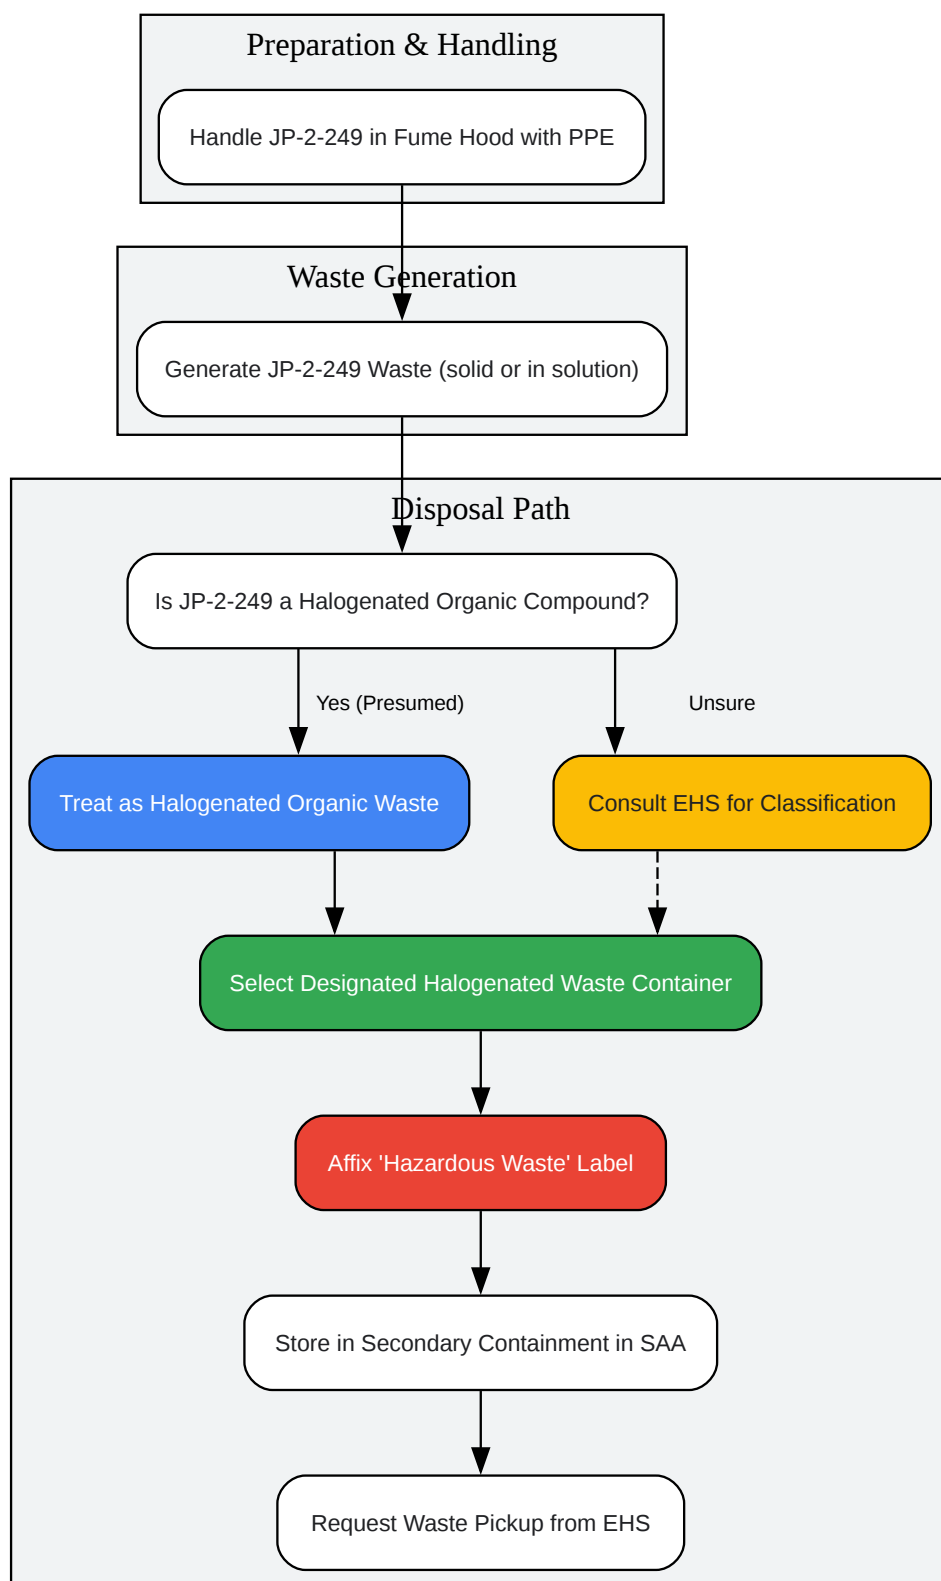 Preparation & Handling
Handle JP-2-249 in Fume Hood with PPE
Waste Generation
Generate JP-2-249 Waste (solid or in solution)
Disposal Path
Is JP-2-249 a Halogenated Organic Compound?
Yes (Presumed)
Unsure
Treat as Halogenated Organic Waste
Consult EHS for Classification
Select Designated Halogenated Waste Container
Affix 'Hazardous Waste' Label
Store in Secondary Containment in SAA
Request Waste Pickup from EHS